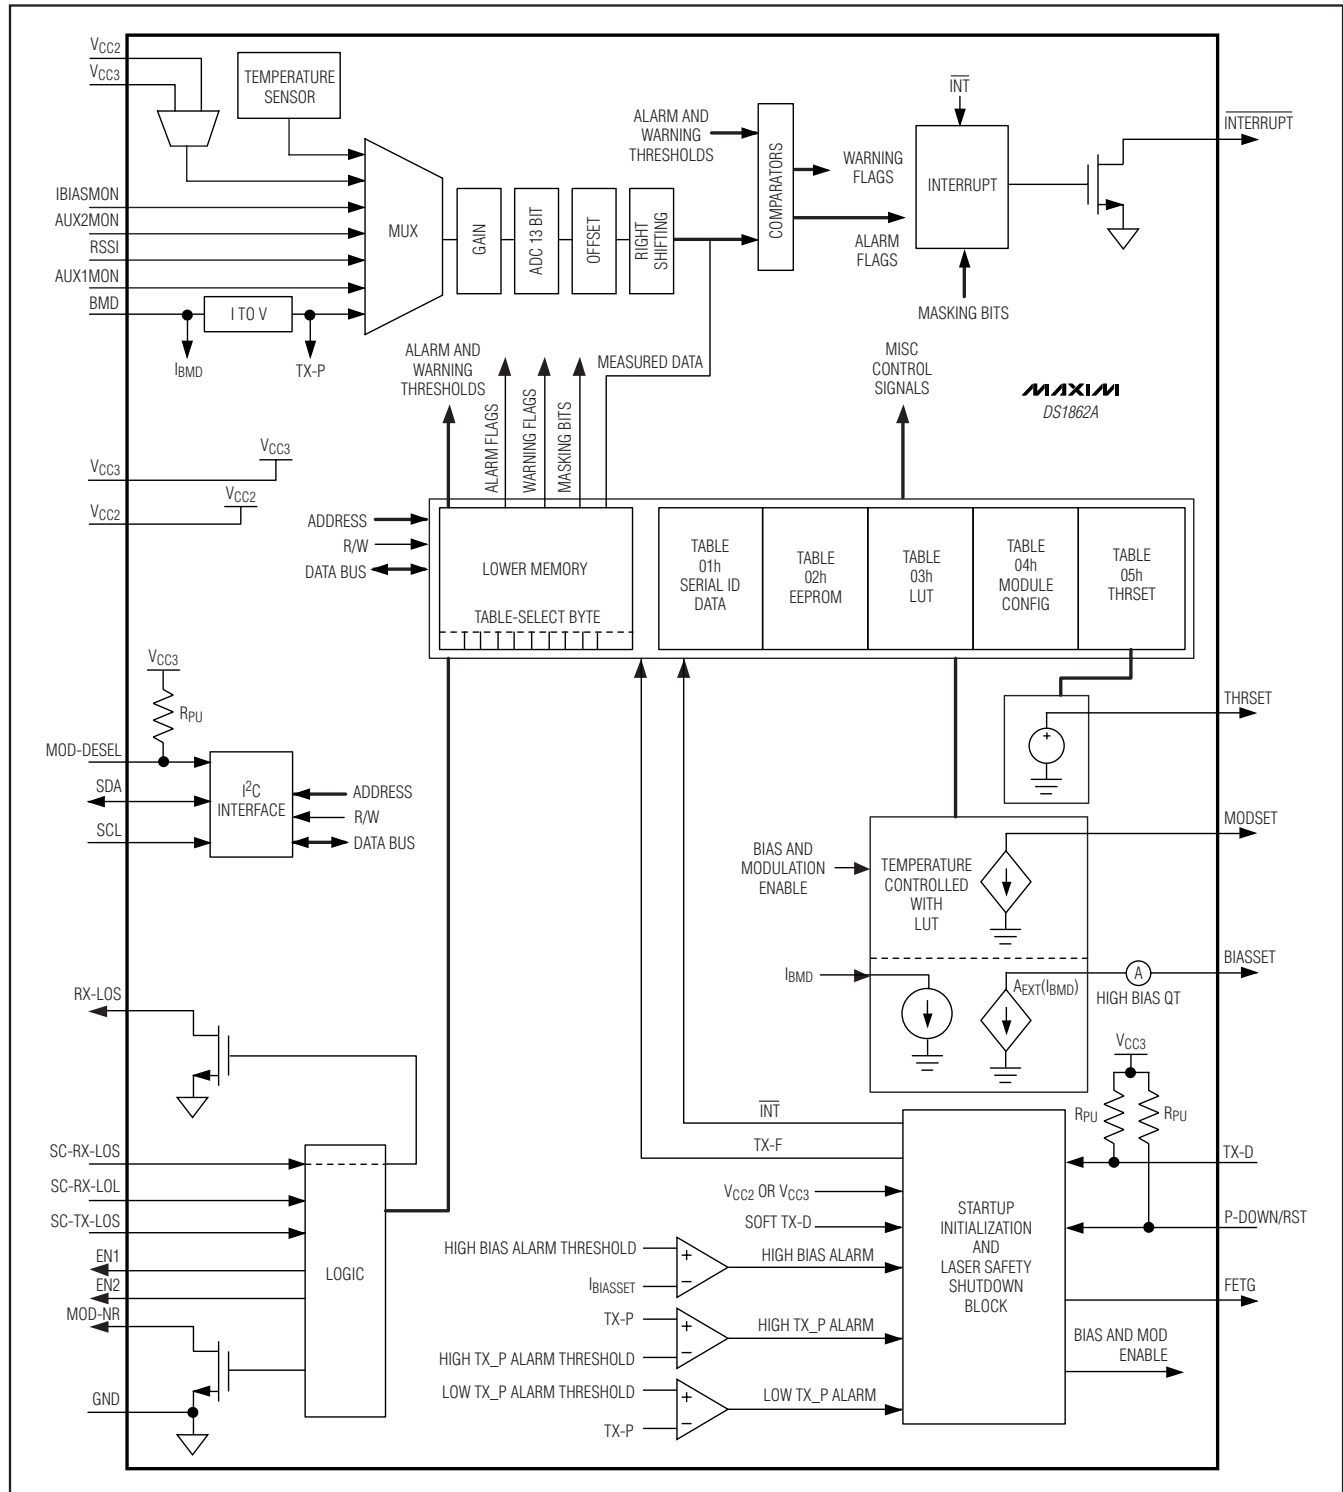 VCC2
VCC3
TEMPERATURE
SENSOR
IBIASMON
AUX2MON
RSSI
AUX1MON
BMD
I TO V
IBMD
TX-P
MUX
GAIN
ADC 13 BIT
OFFSET
RIGHT
SHIFTING
ALARM AND
WARNING
THRESHOLDS
COMPARATORS
WARNING
FLAGS
ALARM
FLAGS
INT
INTERRUPT
MASKING BITS
INTERRUPT
ALARM AND
WARNING
THRESHOLDS
ALARM FLAGS
WARNING FLAGS
MASKING BITS
MEASURED DATA
MISC
CONTROL
SIGNALS
MAXIM
DS1862A
VCC3
VCC3
VCC2
VCC2
ADDRESS
R/W
DATA BUS
LOWER MEMORY
TABLE-SELECT BYTE
TABLE
01h
SERIAL ID
DATA
TABLE
02h
EEPROM
TABLE
03h
LUT
TABLE
04h
MODULE
CONFIG
TABLE
05h
THRSET
VCC3
RPU
MOD-DESEL
SDA
SCL
I2C
INTERFACE
ADDRESS
R/W
DATA BUS
+
THRSET
MODSET
BIAS AND
MODULATION
ENABLE
TEMPERATURE
CONTROLLED
WITH
LUT
IBMD
AEXT(IBMD)
A
HIGH BIAS QT
BIASSET
RX-LOS
VCC3
RPU
RPU
SC-RX-LOS
SC-RX-LOL
SC-TX-LOS
EN1
EN2
MOD-NR
GND
LOGIC
INT
TX-F
VCC2 OR VCC3
SOFT TX-D
HIGH BIAS ALARM THRESHOLD
+
HIGH BIAS ALARM
IBIASSET
−
TX-P
+
HIGH TX_P ALARM
HIGH TX_P ALARM THRESHOLD
−
LOW TX_P ALARM THRESHOLD
+
LOW TX_P ALARM
TX-P
−
STARTUP
INITIALIZATION
AND
LASER SAFETY
SHUTDOWN
BLOCK
TX-D
P-DOWN/RST
FETG
BIAS AND MOD
ENABLE